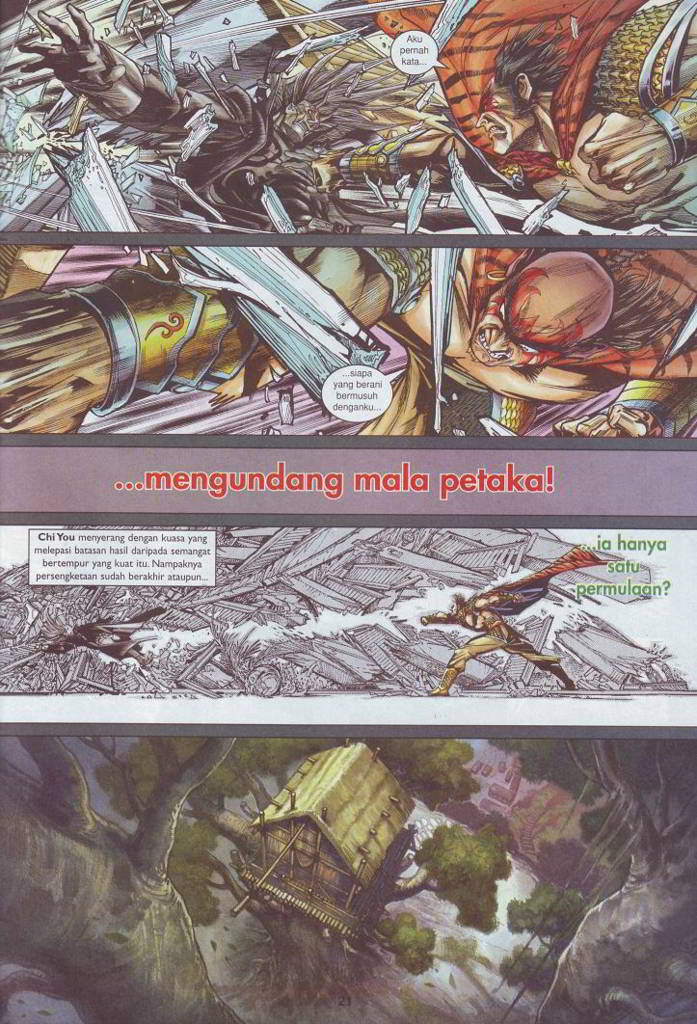 Aku
pernah
kata...
...siapa
yang berani
bermusuh
denganku...
...mengundang mala petaka!
Chi You menyerang dengan kuasa yang
melepasi batasan hasil daripada semangat
bertempur yang kuat itu. Nampaknya
persengketaan sudah berakhir ataupun...
...ia hanya
satu
permulaan?
21